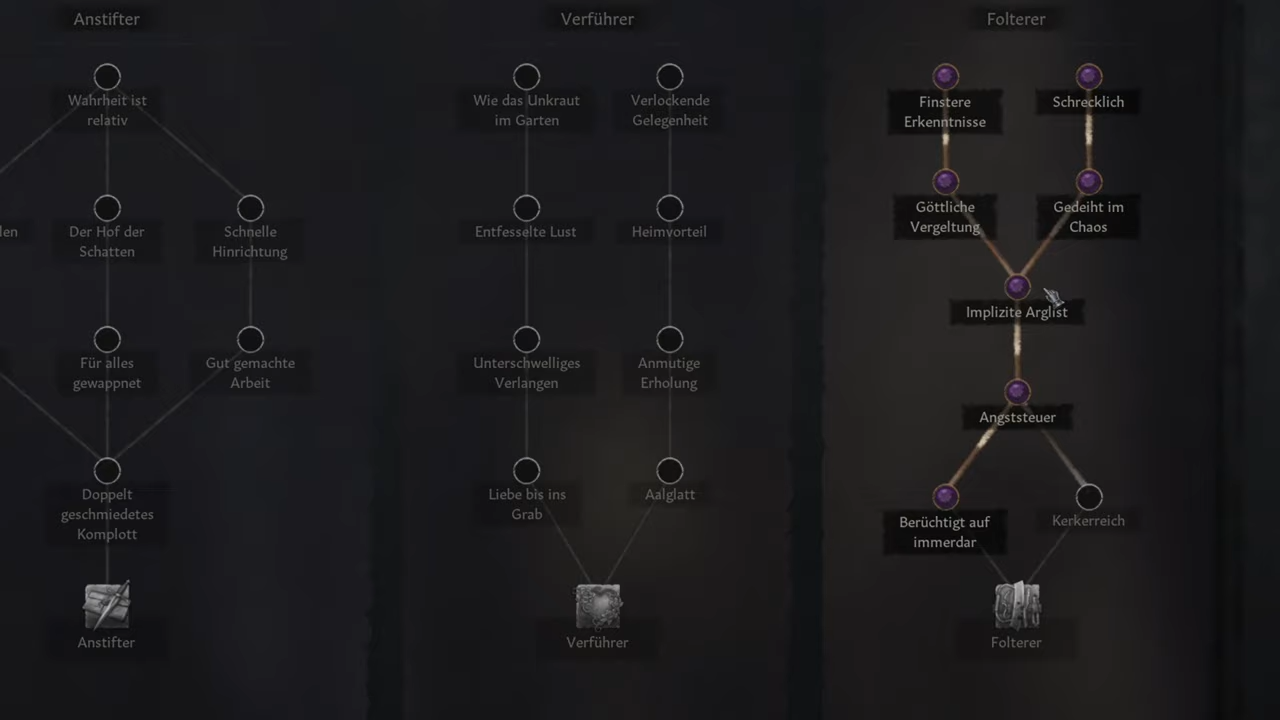 Anstifter
Verführer
Folterer
Wahrheit ist
relativ
Wie das Unkraut
im Garten
Verlockende
Gelegenheit
Finstere
Erkenntnisse
Schrecklich
len
Der Hof der
Schatten
Schnelle
Hinrichtung
Entfesselte Lust
Heimvorteil
Göttliche
Vergeltung
Gedeiht im
Chaos
Implizite Arglist
Für alles
gewappnet
Gut gemachte
Arbeit
Unterschwelliges
Verlangen
Anmutige
Erholung
Angststeuer
Doppelt
geschmiedetes
Komplott
Liebe bis ins
Grab
Aalglatt
Berüchtigt auf
immerdar
Kerkerreich
Anstifter
Verführer
Folterer